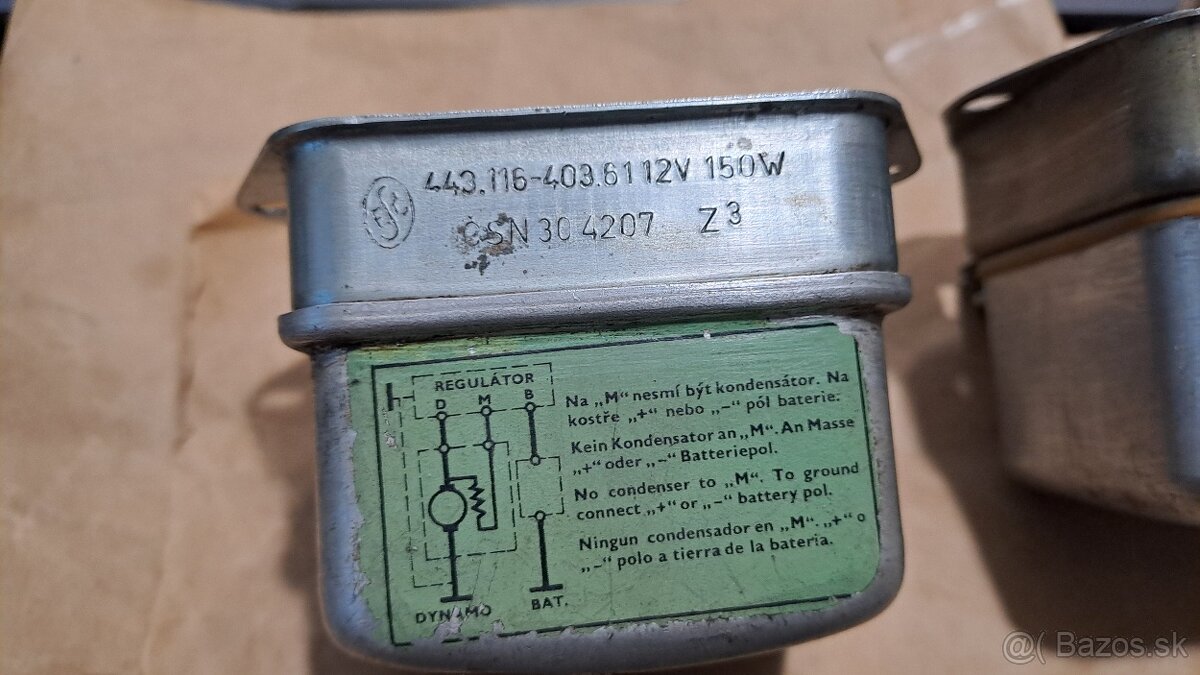 443.116-403.61 12V 150W
ČSN 30 4207 Z3
REGULÁTOR
D M B
Na „M“ nesmí být kondensátor. Na
kostře „+“ nebo „-“ pól baterie.
Kein Kondensator an „M“. An Masse
„+“ oder „-“ Batteriepol.
No condenser to „M“. To ground
connect „+“ or „-“ battery pol.
Ningun condensador en „M“. „+“ o
„-“ polo a tierra de la bateria.
DYNAMO BAT.
@( Bazos.sk